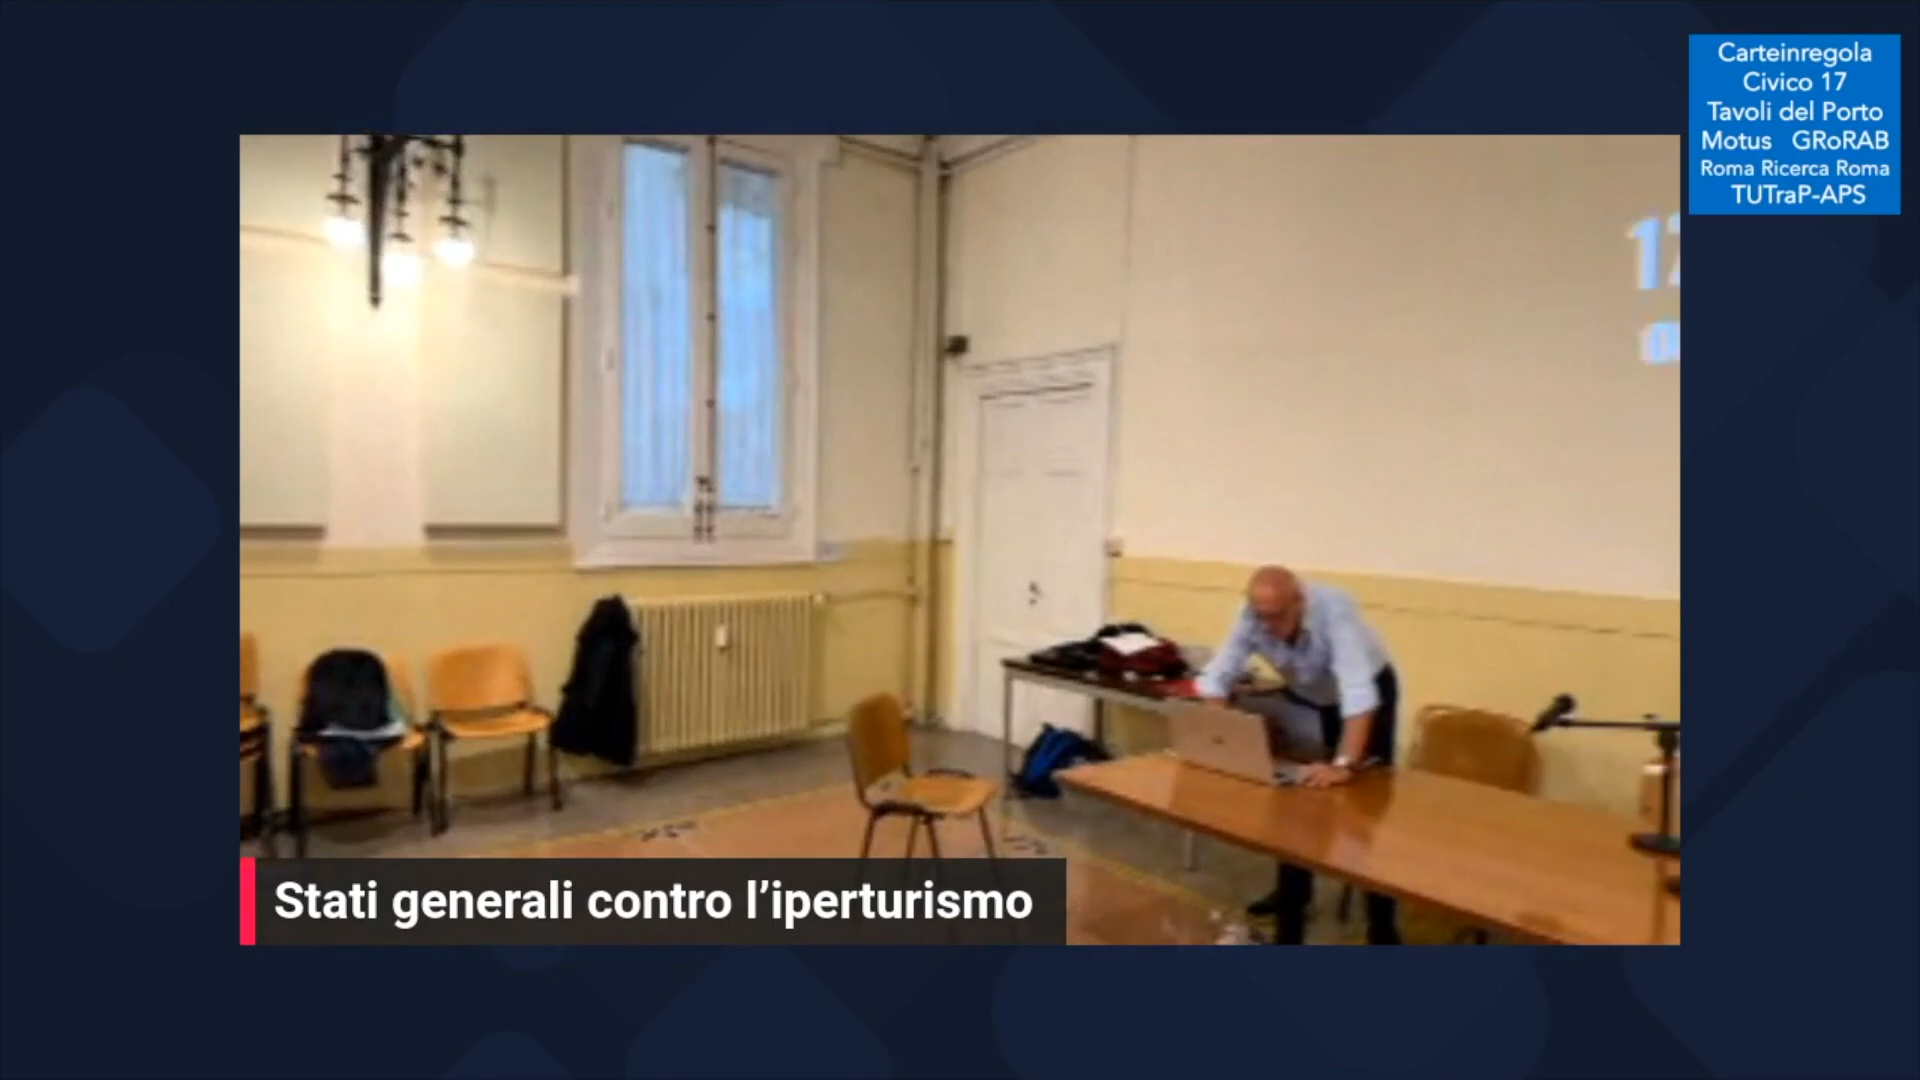 Carteinregola
Civico 17
Tavoli del Porto
Motus GRoRAB
Roma Ricerca Roma
TUTraP-APS
Stati generali contro l’iperturismo